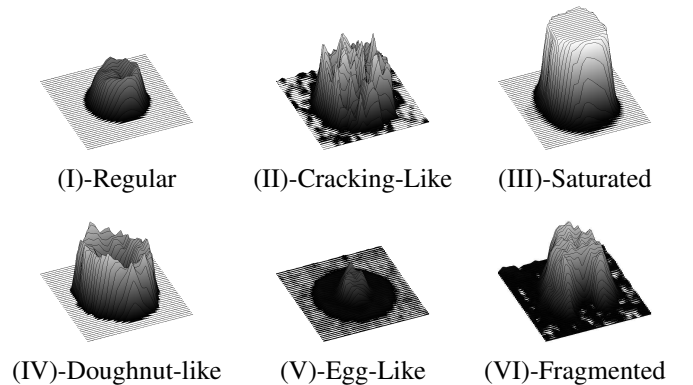 (I)-Regular
(II)-Cracking-Like
(III)-Saturated
(IV)-Doughnut-like
(V)-Egg-Like
(VI)-Fragmented